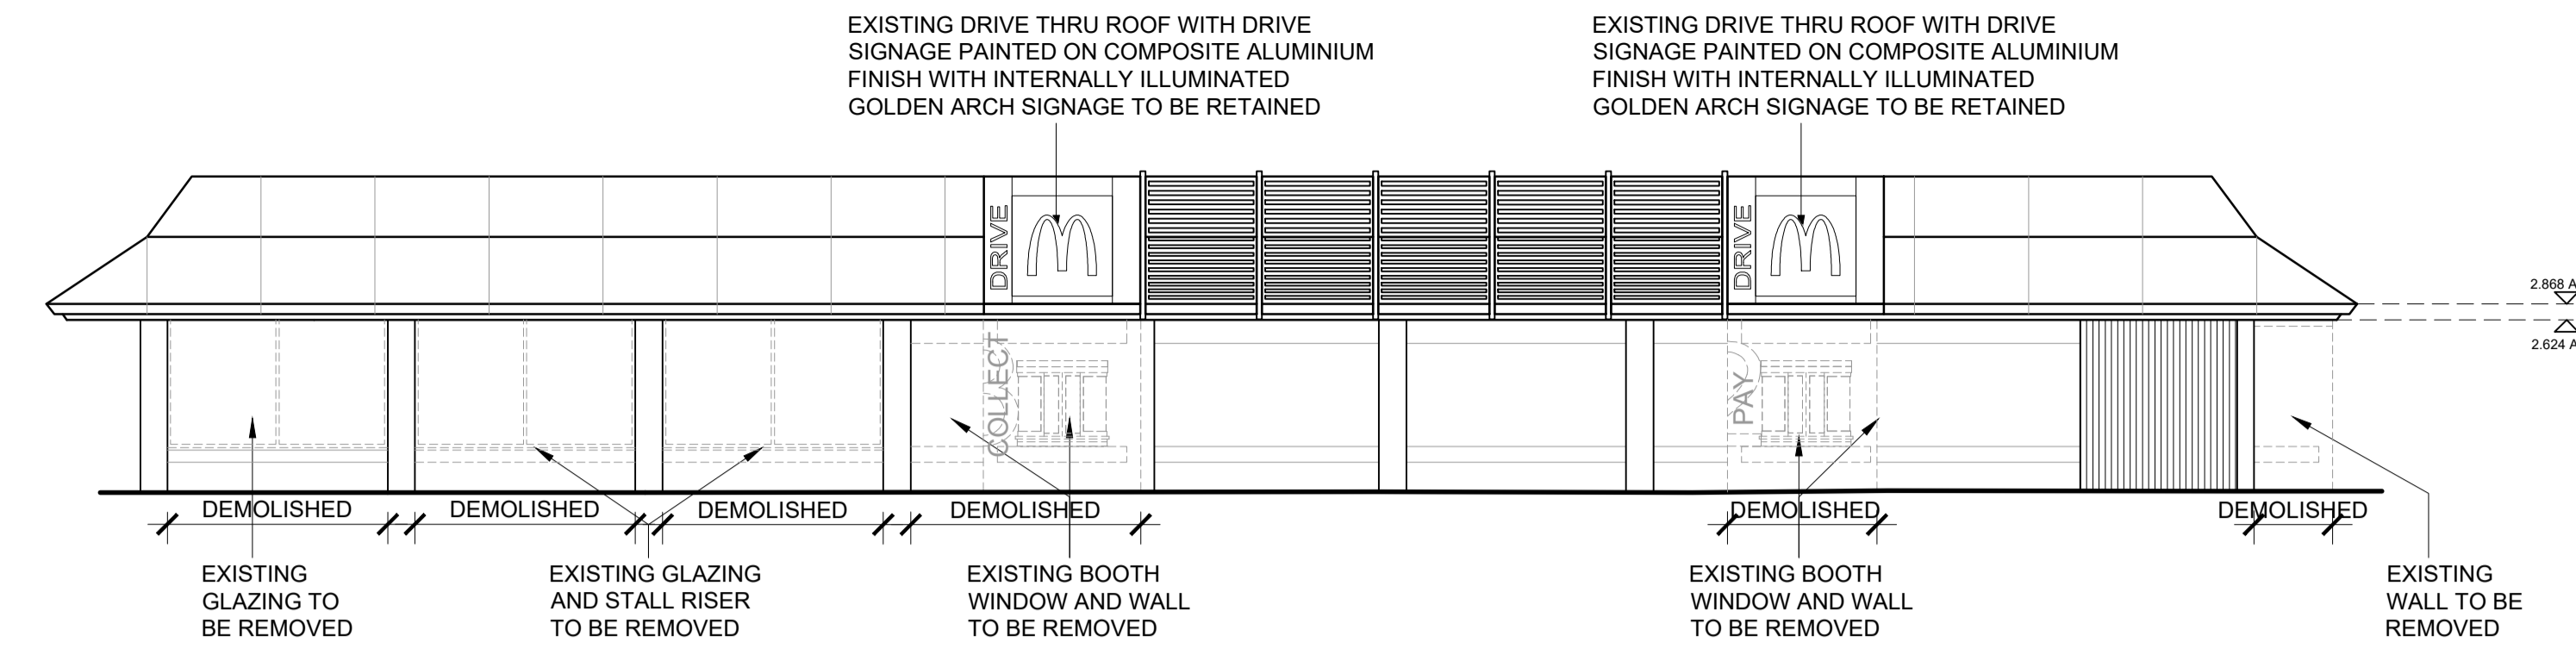 EXISTING DRIVE THRU ROOF WITH DRIVE
SIGNAGE PAINTED ON COMPOSITE ALUMINIUM
FINISH WITH INTERNALLY ILLUMINATED
GOLDEN ARCH SIGNAGE TO BE RETAINED
EXISTING DRIVE THRU ROOF WITH DRIVE
SIGNAGE PAINTED ON COMPOSITE ALUMINIUM
FINISH WITH INTERNALLY ILLUMINATED
GOLDEN ARCH SIGNAGE TO BE RETAINED
DRIVE
DRIVE
2.868 A
2.624 A
COLLECT
PAY
DEMOLISHED
DEMOLISHED
DEMOLISHED
DEMOLISHED
DEMOLISHED
DEMOLISHED
EXISTING
GLAZING TO
BE REMOVED
EXISTING GLAZING
AND STALL RISER
TO BE REMOVED
EXISTING BOOTH
WINDOW AND WALL
TO BE REMOVED
EXISTING BOOTH
WINDOW AND WALL
TO BE REMOVED
EXISTING
WALL TO BE
REMOVED